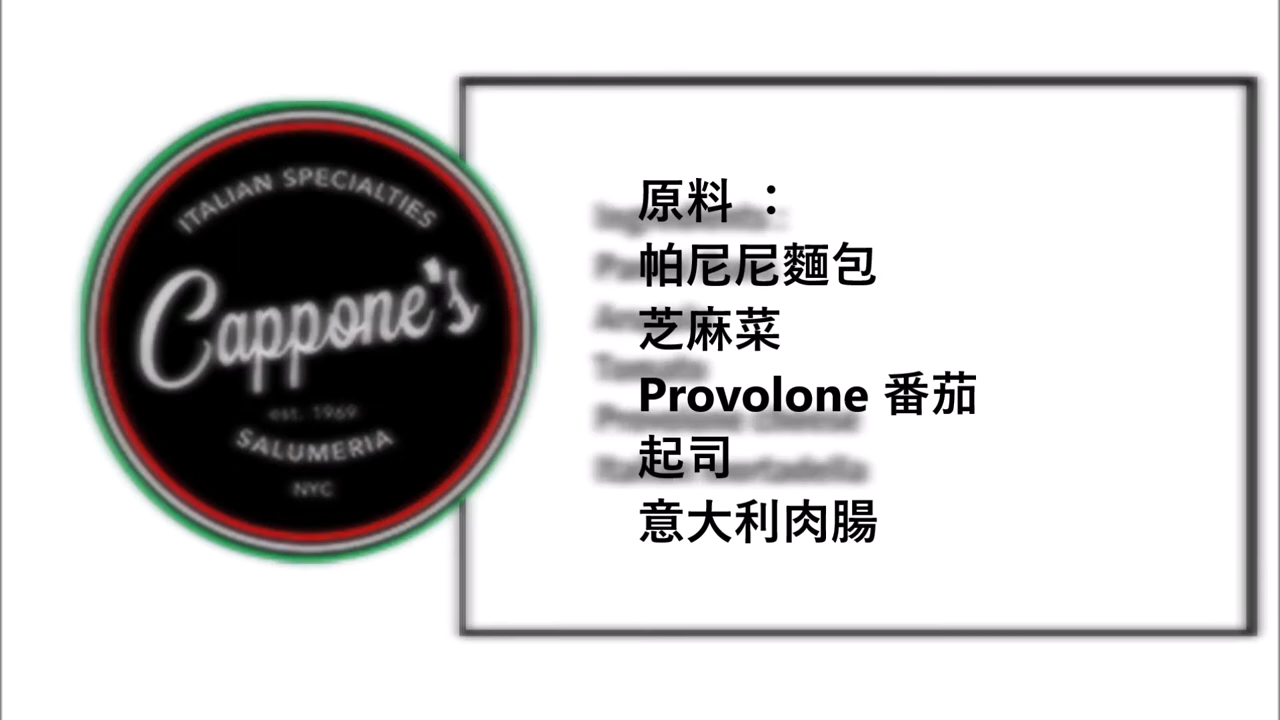 ITALIAN SPECIALTIES
Cappone's
est. 1969
SALUMERIA
NYC
原料 ：
帕尼尼麵包
芝麻菜
Provolone 番茄
起司
意大利肉腸